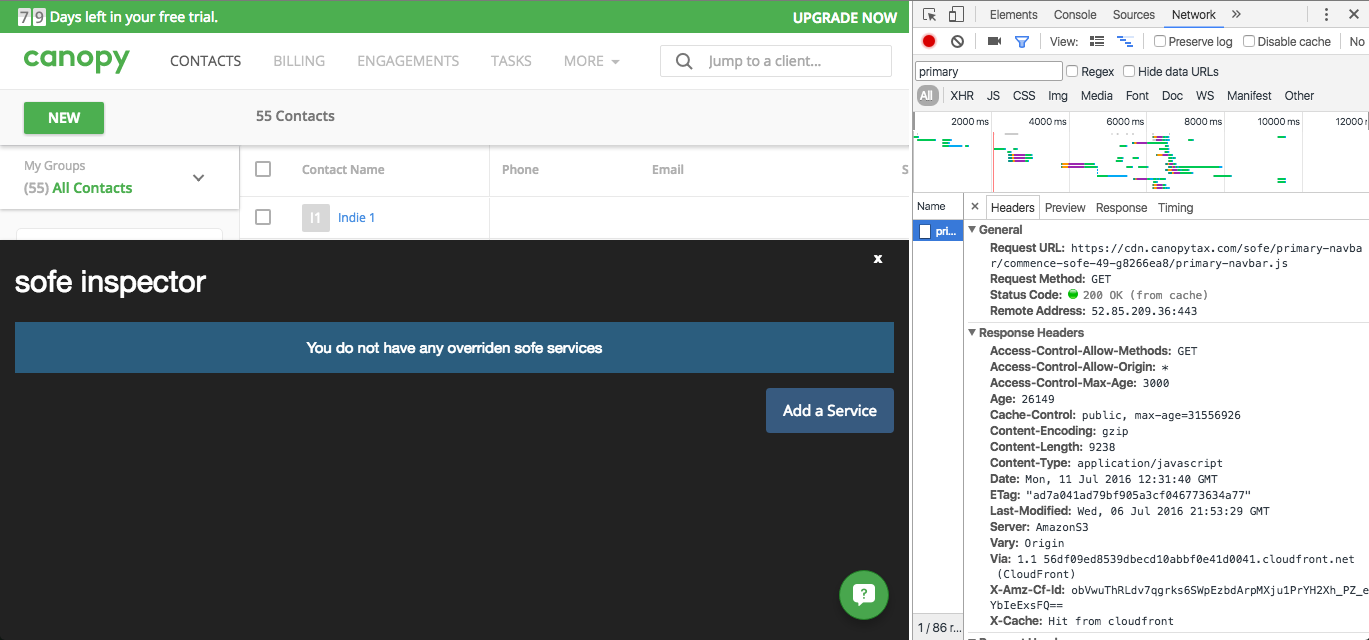 79 Days left in your free trial.
UPGRADE NOW
canopy
CONTACTS BILLING ENGAGEMENTS TASKS MORE
Jump to a client...
NEW
55 Contacts
My Groups
(55) All Contacts
Contact Name Phone Email S
I1 Indie 1
sofe inspector
x
You do not have any overriden sofe services
Add a Service
?
Elements Console Sources Network »
View: Preserve log Disable cache No
primary
Regex Hide data URLs
All XHR JS CSS Img Media Font Doc WS Manifest Other
2000 ms 4000 ms 6000 ms 8000 ms 10000 ms 12000
Name
pri...
1 / 86 r...
× Headers Preview Response Timing
General
Request URL: https://cdn.canopytax.com/sofe/primary-navba
r/commence-sofe-49-g8266ea8/primary-navbar.js
Request Method: GET
Status Code: 200 OK (from cache)
Remote Address: 52.85.209.36:443
Response Headers
Access-Control-Allow-Methods: GET
Access-Control-Allow-Origin: *
Access-Control-Max-Age: 3000
Age: 26149
Cache-Control: public, max-age=31556926
Content-Encoding: gzip
Content-Length: 9238
Content-Type: application/javascript
Date: Mon, 11 Jul 2016 12:31:40 GMT
ETag: "ad7a041ad79bf905a3cf046773634a77"
Last-Modified: Wed, 06 Jul 2016 21:53:29 GMT
Server: AmazonS3
Vary: Origin
Via: 1.1 56df09ed8539dbecd10abbf0e41d0041.cloudfront.net
(CloudFront)
X-Amz-Cf-Id: obVwuThRLdv7qgrks6SWpEzbdArpMXju1PrYH2Xh_PZ_e
YbIeExsFQ==
X-Cache: Hit from cloudfront